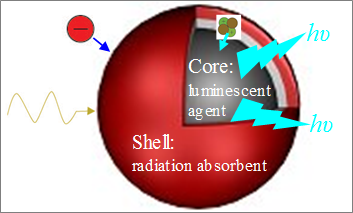 −
hν
Core:
luminescent
agent
hν
Shell:
radiation absorbent